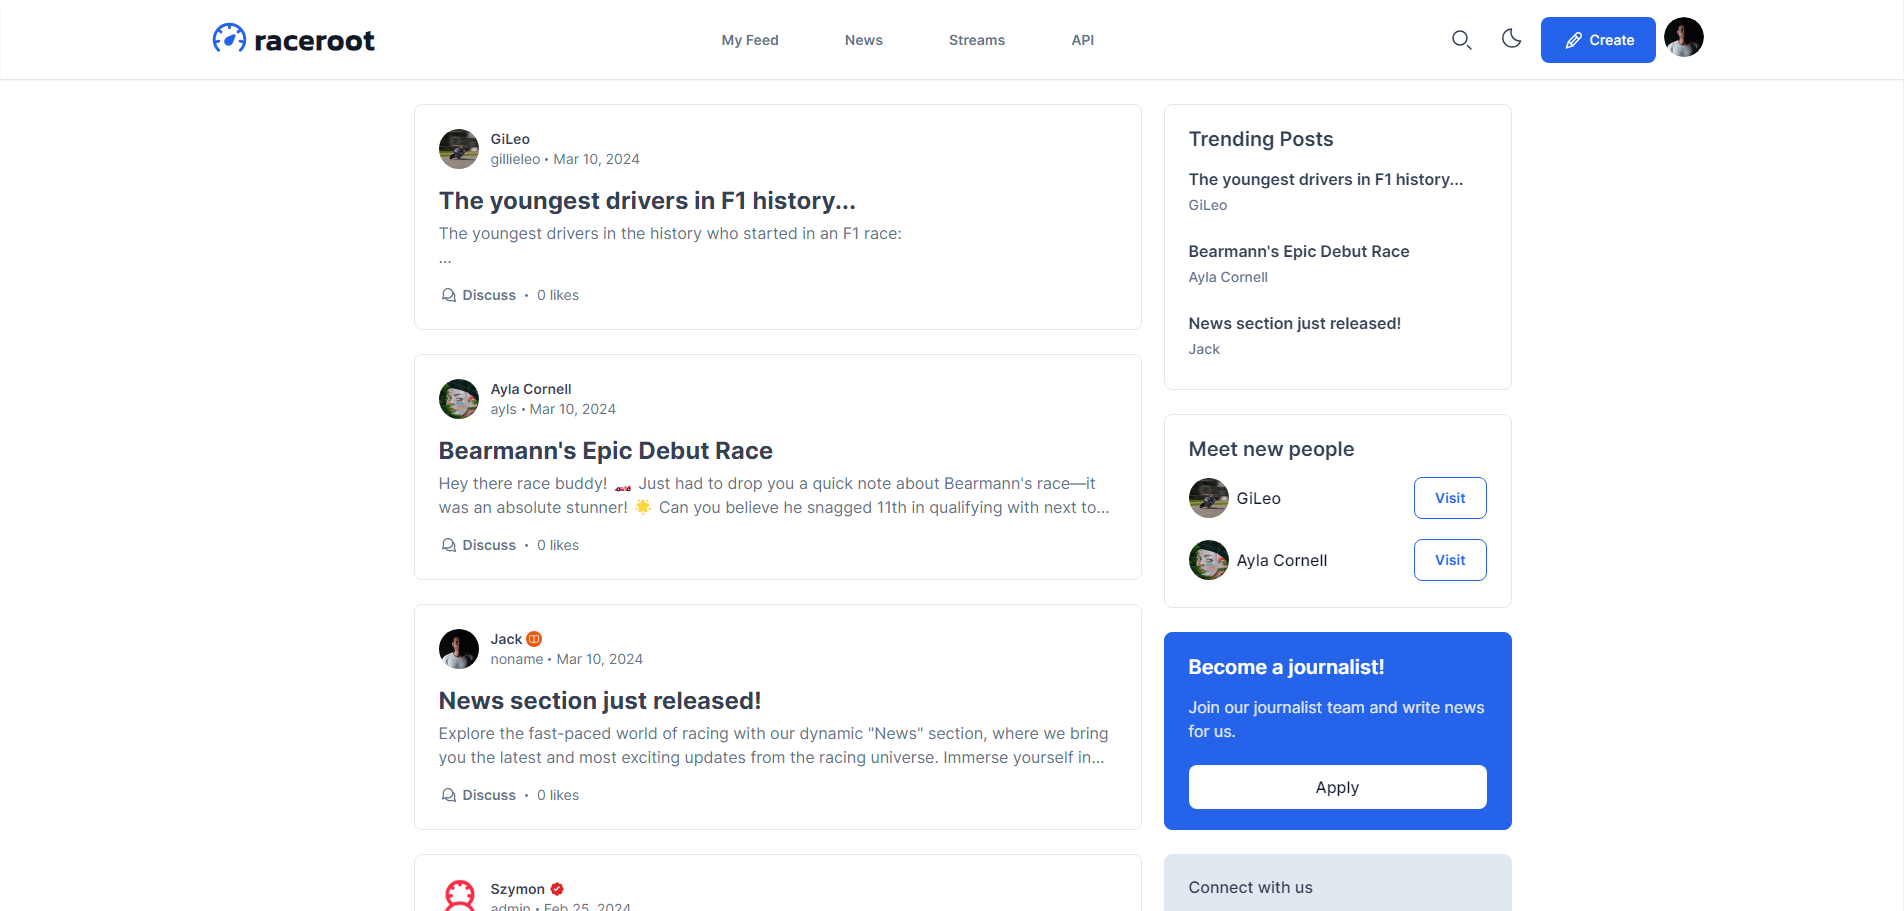 raceroot
My Feed
News
Streams
API
Create
GiLeo
gillieleo • Mar 10, 2024
The youngest drivers in F1 history...
The youngest drivers in the history who started in an F1 race:
...
Discuss • 0 likes
Ayla Cornell
ayls • Mar 10, 2024
Bearmann's Epic Debut Race
Hey there race buddy! 🏎️ Just had to drop you a quick note about Bearmann's race—it
was an absolute stunner! 🌟 Can you believe he snagged 11th in qualifying with next to...
Discuss • 0 likes
Jack
noname • Mar 10, 2024
News section just released!
Explore the fast-paced world of racing with our dynamic "News" section, where we bring
you the latest and most exciting updates from the racing universe. Immerse yourself in...
Discuss • 0 likes
Szymon
admin • Feb 25, 2024
Trending Posts
The youngest drivers in F1 history...
GiLeo
Bearmann's Epic Debut Race
Ayla Cornell
News section just released!
Jack
Meet new people
GiLeo
Visit
Ayla Cornell
Visit
Become a journalist!
Join our journalist team and write news
for us.
Apply
Connect with us